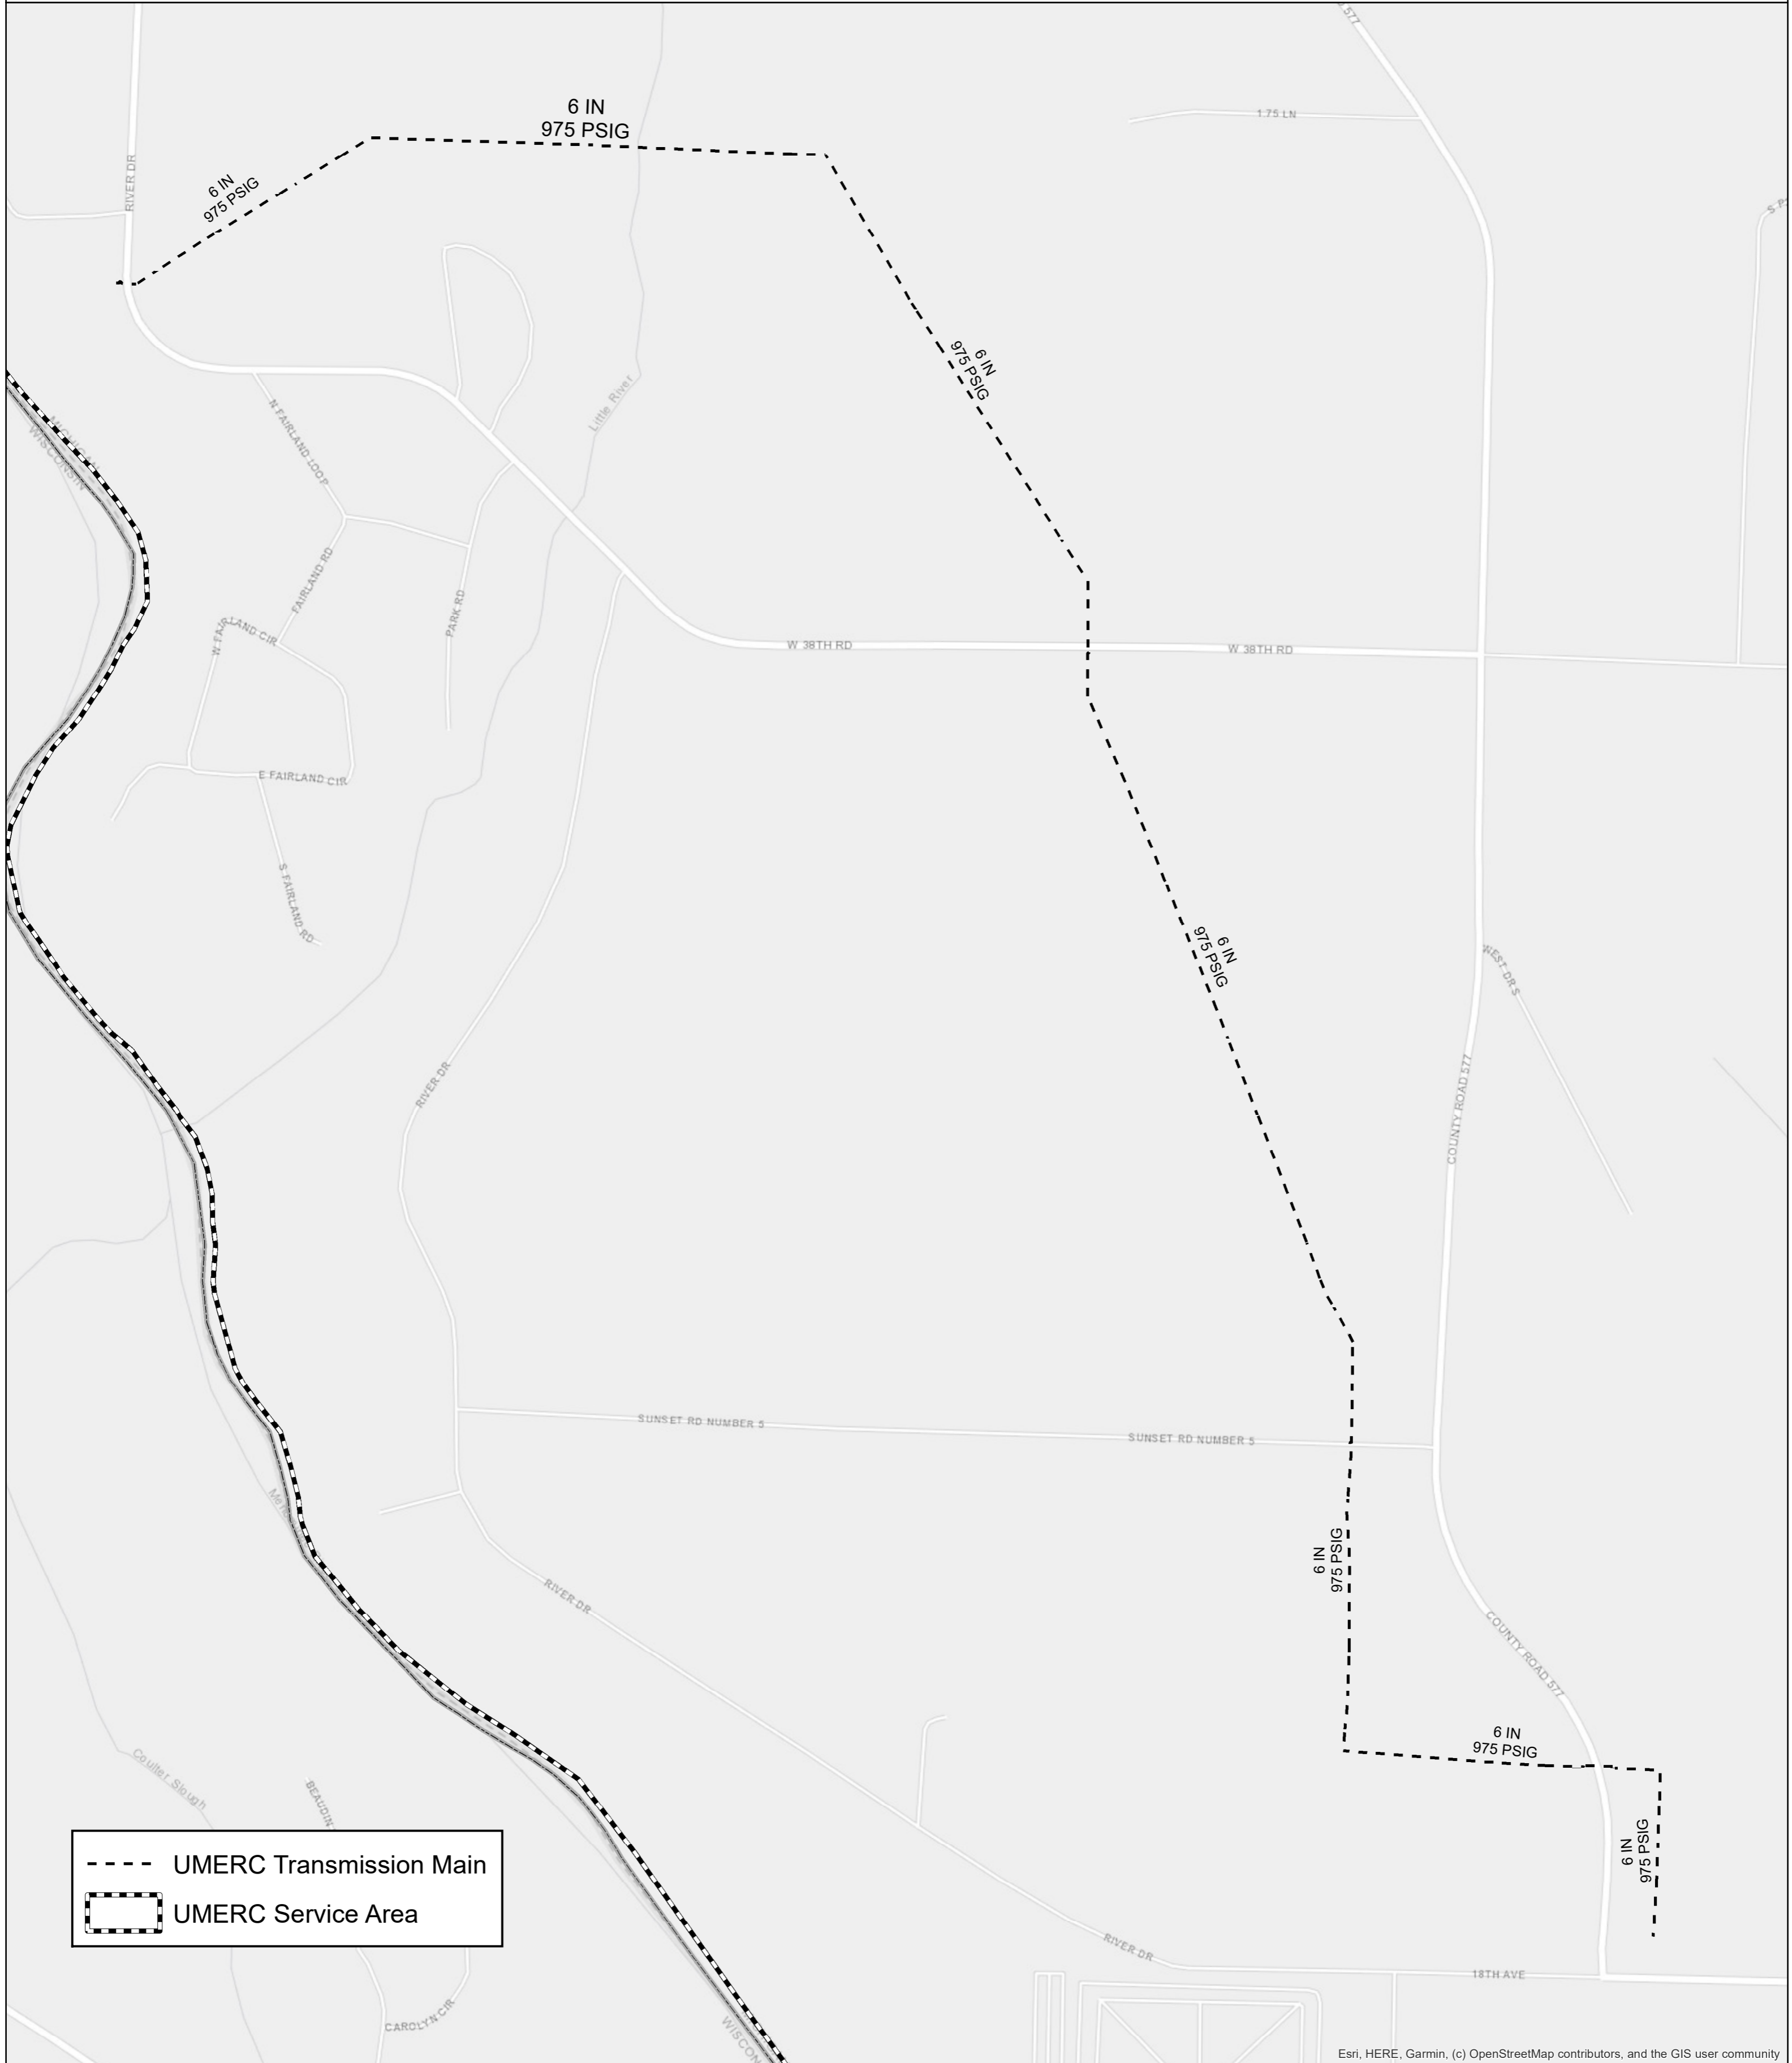 577
1.75 LN
6 IN
975 PSIG
RIVER DR
6 IN
975 PSIG
6 IN
975 PSIG
Little River
N FAIRLAND LOOP
MICHIGAN
WISCONSIN
FAIRLAND RD
PARK RD
W FAIRLAND CIR
W 38TH RD
W 38TH RD
E FAIRLAND CIR
S FAIRLAND RD
6 IN
975 PSIG
WEST DR S
RIVER DR
COUNTY ROAD 577
SUNSET RD NUMBER 5
SUNSET RD NUMBER 5
6 IN
975 PSIG
RIVER DR
COUNTY ROAD 577
6 IN
975 PSIG
Coulter Slough
BEAUDIN
6 IN
975 PSIG
UMERC Transmission Main
UMERC Service Area
RIVER DR
18TH AVE
CAROLYN CIR
WISCON
Esri, HERE, Garmin, (c) OpenStreetMap contributors, and the GIS user community